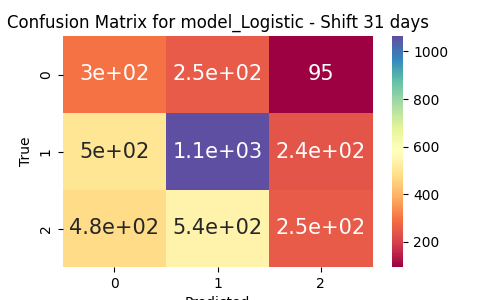 Confusion Matrix for model_Logistic - Shift 31 days
0 3e+02 2.5e+02 95
1 5e+02 1.1e+03 2.4e+02
2 4.8e+02 5.4e+02 2.5e+02
0 1 2
True
Predicted
1000
800
600
400
200